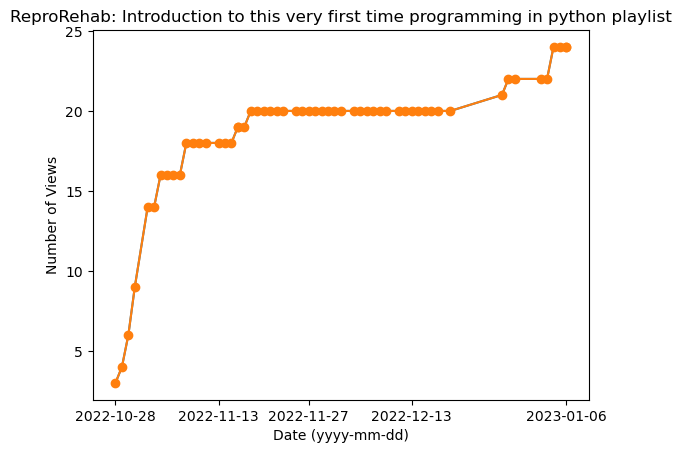 ReproRehab: Introduction to this very first time programming in python playlist
25
20
15
10
5
Number of Views
2022-10-28 2022-11-13 2022-11-27 2022-12-13 2023-01-06
Date (yyyy-mm-dd)